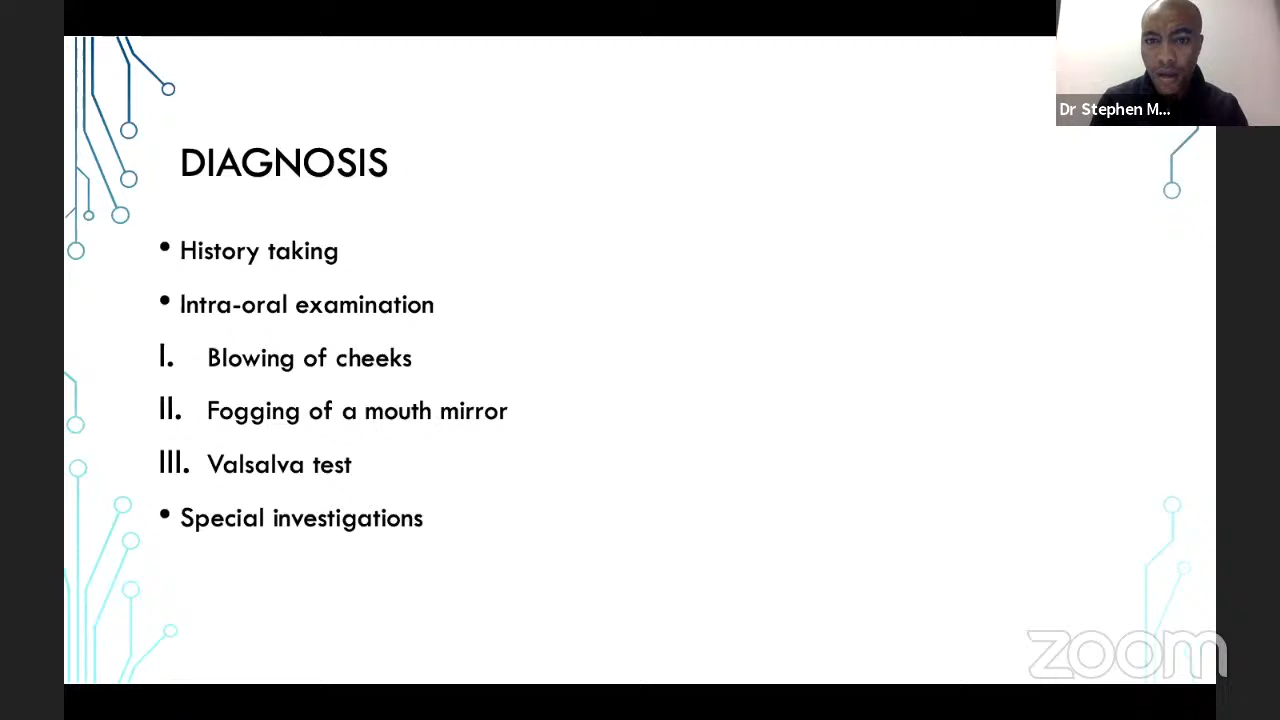 Dr Stephen M...
DIAGNOSIS
• History taking
• Intra-oral examination
I. Blowing of cheeks
II. Fogging of a mouth mirror
III. Valsalva test
• Special investigations
zoom